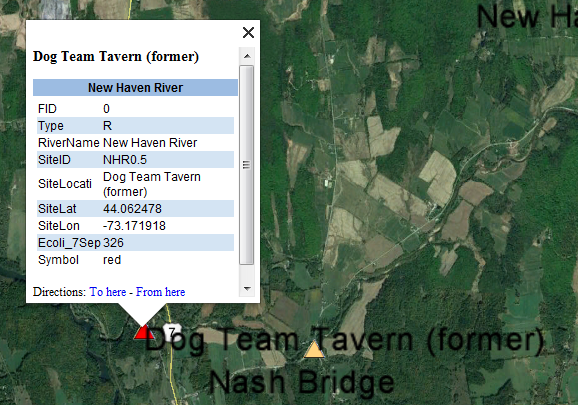 New Ha
Dog Team Tavern (former)
New Haven River
FID 0
Type R
RiverName New Haven River
SiteID NHR0.5
SiteLocati Dog Team Tavern
(former)
SiteLat 44.062478
SiteLon -73.171918
Ecoli_7Sep 326
Symbol red
Directions: To here - From here
7
Dog Team Tavern (former)
Nash Bridge